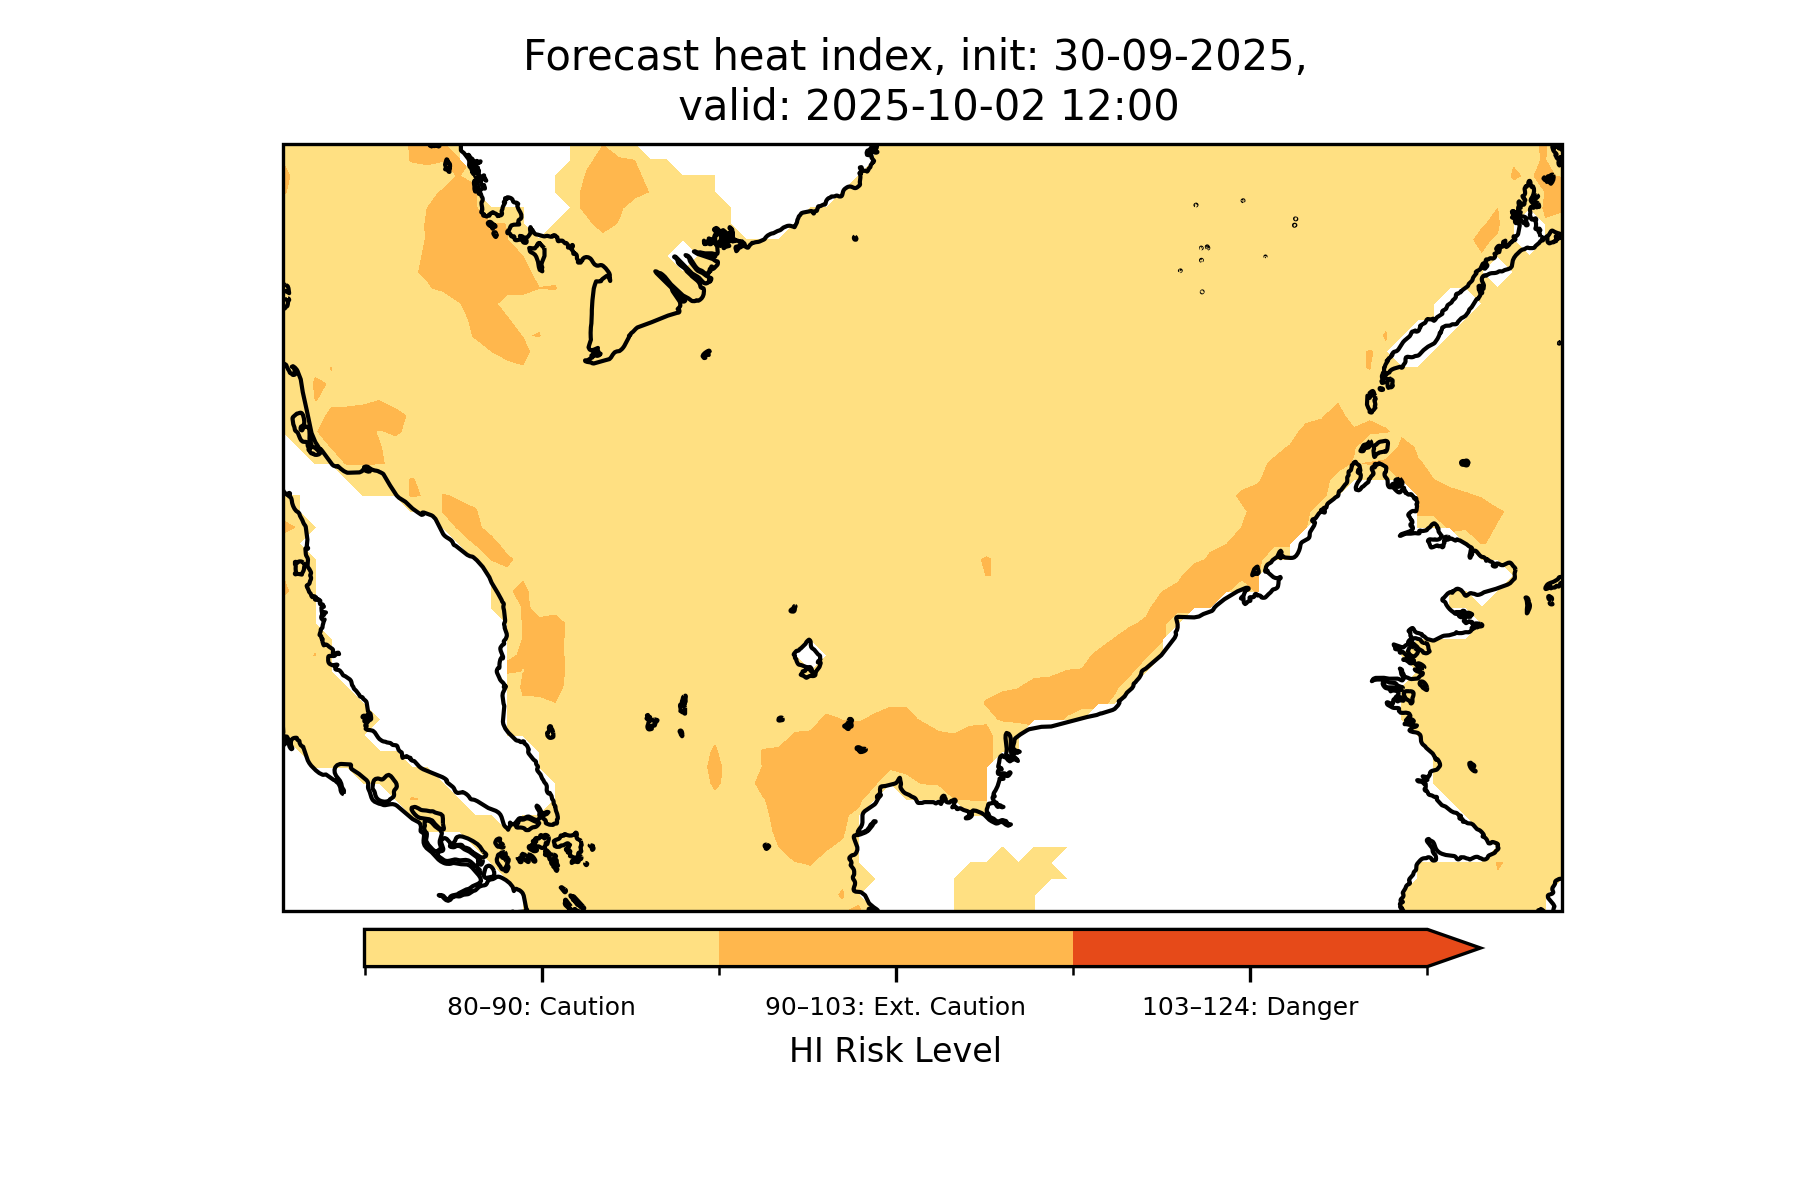 Forecast heat index, init: 30-09-2025,
valid: 2025-10-02 12:00
80–90: Caution
90–103: Ext. Caution
103–124: Danger
HI Risk Level